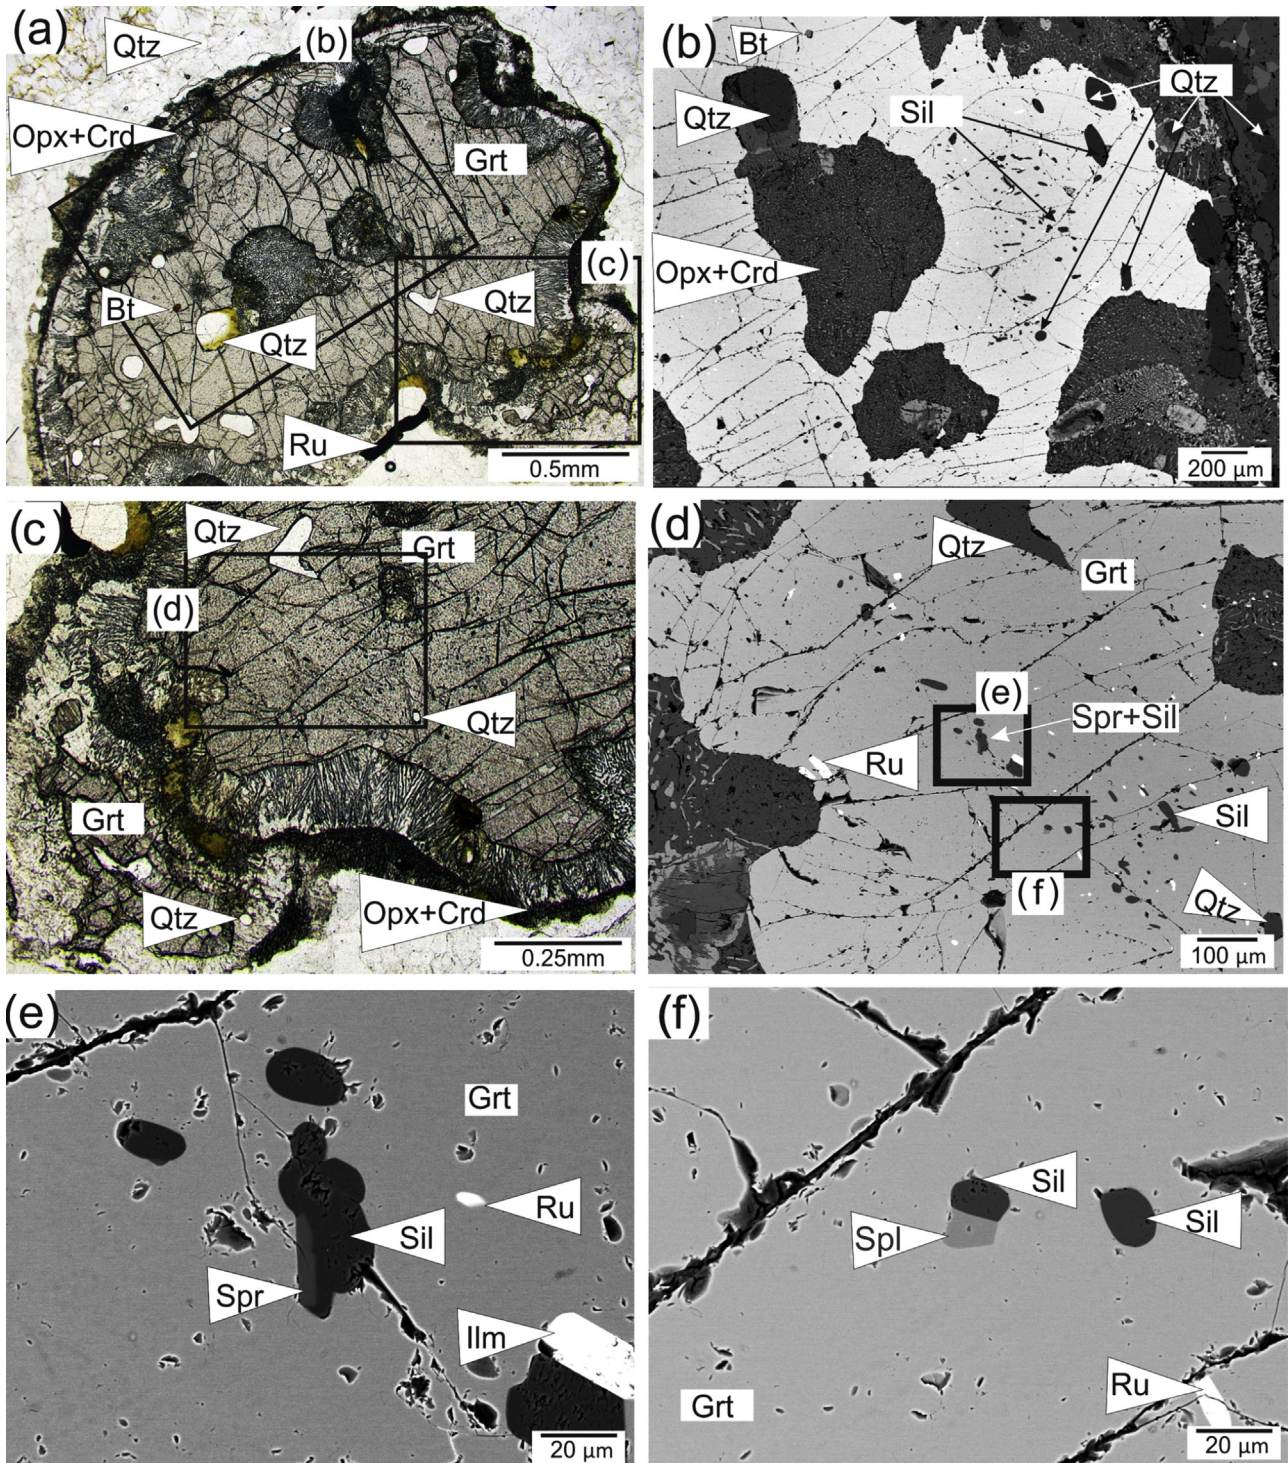 (a)
Qtz
(b)
Opx+Crd
Grt
(c)
Bt
Qtz
Qtz
Ru
0.5mm
(b)
Bt
Qtz
Qtz
Sil
Opx+Crd
200 µm
(c)
Qtz
Grt
(d)
Qtz
Grt
Qtz
Opx+Crd
0.25mm
(d)
Qtz
Grt
(e)
Spr+Sil
Ru
Sil
(f)
Qtz
100 µm
(e)
Grt
Ru
Sil
Spr
Ilm
20 µm
(f)
Sil
Sil
Spl
Ru
Grt
20 µm